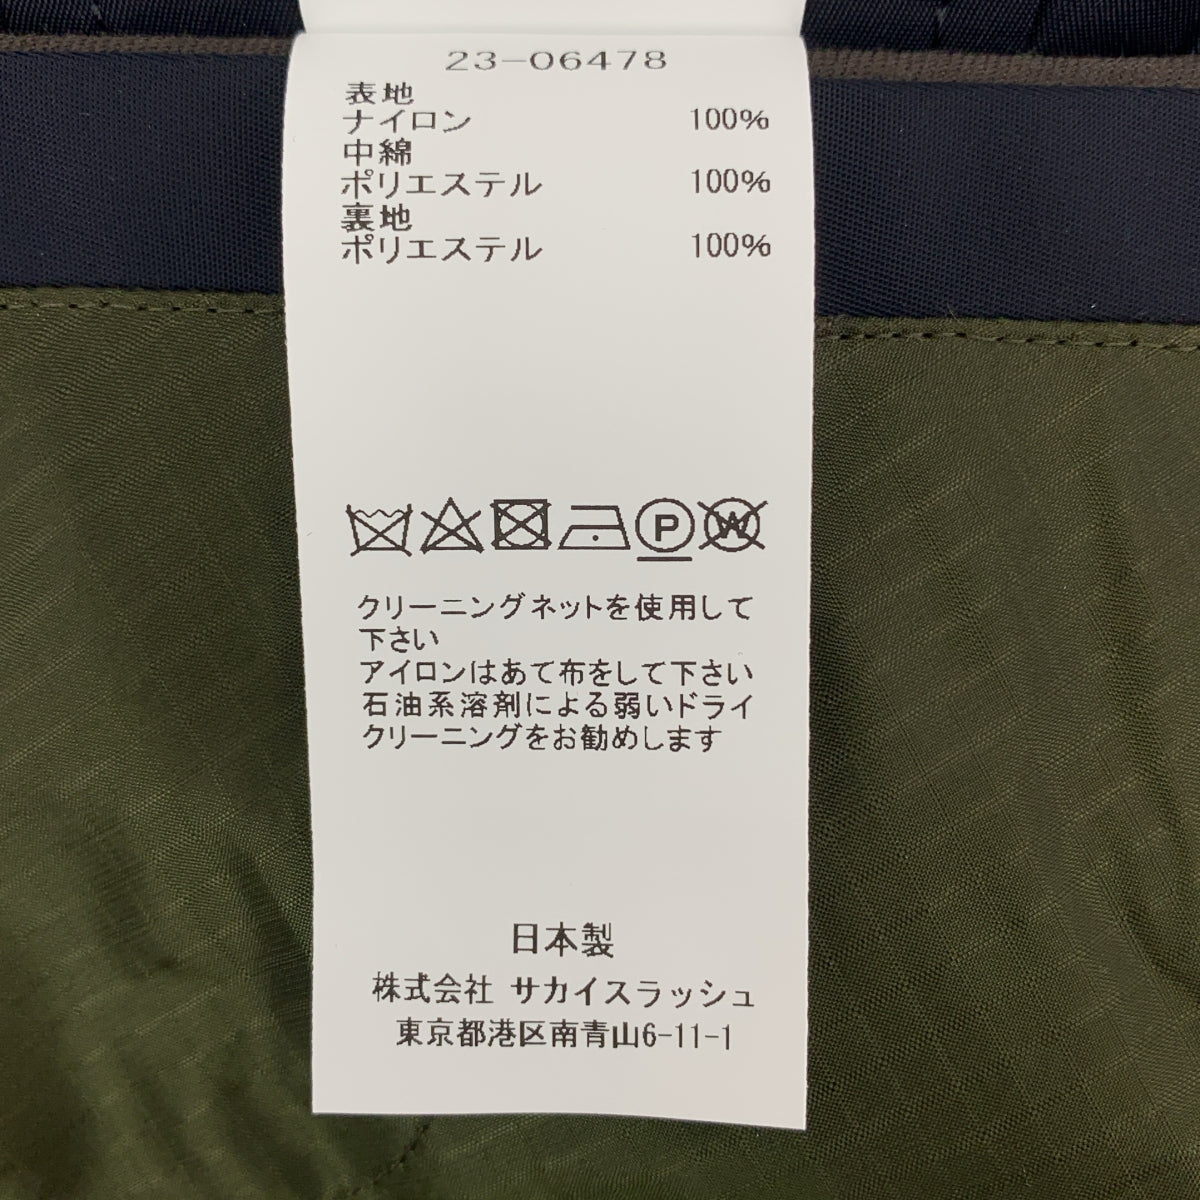 23-06478
表地
ナイロン 100%
中綿
ポリエステル 100%
裏地
ポリエステル 100%
P W
クリーニングネットを使用して
下さい
アイロンはあて布をして下さい
石油系溶剤による弱いドライ
クリーニングをお勧めします
日本製
株式会社 サカイスラッシュ
東京都港区南青山6-11-1